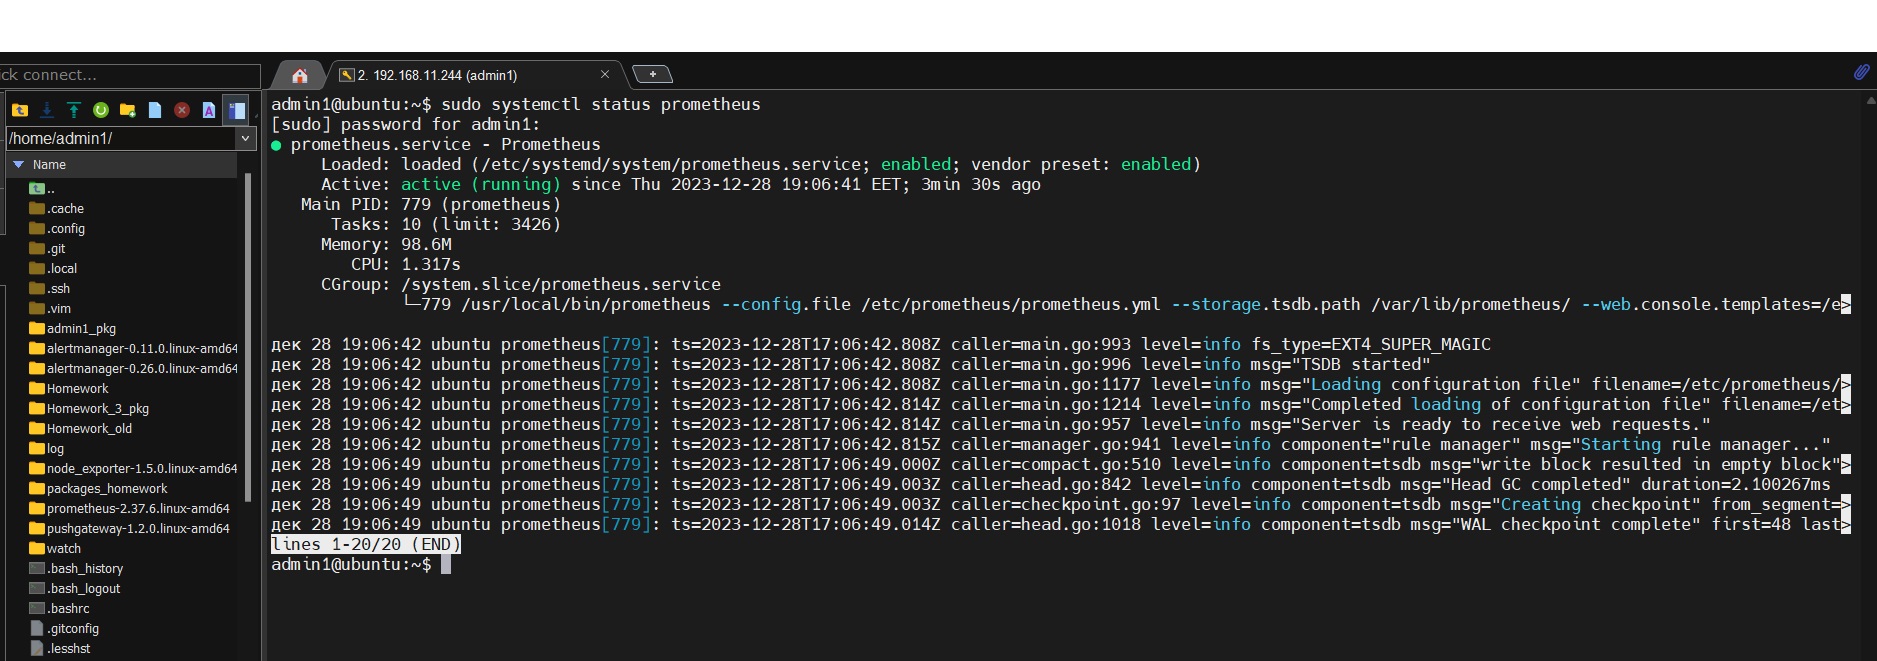 ick connect...
2. 192.168.11.244 (admin1)
/home/admin1/
Name
..
.cache
.config
.git
.local
.ssh
.vim
admin1_pkg
alertmanager-0.11.0.linux-amd64
alertmanager-0.26.0.linux-amd64
Homework
Homework_3_pkg
Homework_old
log
node_exporter-1.5.0.linux-amd64
packages_homework
prometheus-2.37.6.linux-amd64
pushgateway-1.2.0.linux-amd64
watch
.bash_history
.bash_logout
.bashrc
.gitconfig
.lesshst
admin1@ubuntu:~$ sudo systemctl status prometheus
[sudo] password for admin1:
● prometheus.service - Prometheus
Loaded: loaded (/etc/systemd/system/prometheus.service; enabled; vendor preset: enabled)
Active: active (running) since Thu 2023-12-28 19:06:41 EET; 3min 30s ago
Main PID: 779 (prometheus)
Tasks: 10 (limit: 3426)
Memory: 98.6M
CPU: 1.317s
CGroup: /system.slice/prometheus.service
└─779 /usr/local/bin/prometheus --config.file /etc/prometheus/prometheus.yml --storage.tsdb.path /var/lib/prometheus/ --web.console.templates=/e>
дек 28 19:06:42 ubuntu prometheus[779]: ts=2023-12-28T17:06:42.808Z caller=main.go:993 level=info fs_type=EXT4_SUPER_MAGIC
дек 28 19:06:42 ubuntu prometheus[779]: ts=2023-12-28T17:06:42.808Z caller=main.go:996 level=info msg="TSDB started"
дек 28 19:06:42 ubuntu prometheus[779]: ts=2023-12-28T17:06:42.808Z caller=main.go:1177 level=info msg="Loading configuration file" filename=/etc/prometheus/>
дек 28 19:06:42 ubuntu prometheus[779]: ts=2023-12-28T17:06:42.814Z caller=main.go:1214 level=info msg="Completed loading of configuration file" filename=/et>
дек 28 19:06:42 ubuntu prometheus[779]: ts=2023-12-28T17:06:42.814Z caller=main.go:957 level=info msg="Server is ready to receive web requests."
дек 28 19:06:42 ubuntu prometheus[779]: ts=2023-12-28T17:06:42.815Z caller=manager.go:941 level=info component="rule manager" msg="Starting rule manager..."
дек 28 19:06:49 ubuntu prometheus[779]: ts=2023-12-28T17:06:49.000Z caller=compact.go:510 level=info component=tsdb msg="write block resulted in empty block">
дек 28 19:06:49 ubuntu prometheus[779]: ts=2023-12-28T17:06:49.003Z caller=head.go:842 level=info component=tsdb msg="Head GC completed" duration=2.100267ms
дек 28 19:06:49 ubuntu prometheus[779]: ts=2023-12-28T17:06:49.003Z caller=checkpoint.go:97 level=info component=tsdb msg="Creating checkpoint" from_segment=>
дек 28 19:06:49 ubuntu prometheus[779]: ts=2023-12-28T17:06:49.014Z caller=head.go:1018 level=info component=tsdb msg="WAL checkpoint complete" first=48 last>
lines 1-20/20 (END)
admin1@ubuntu:~$